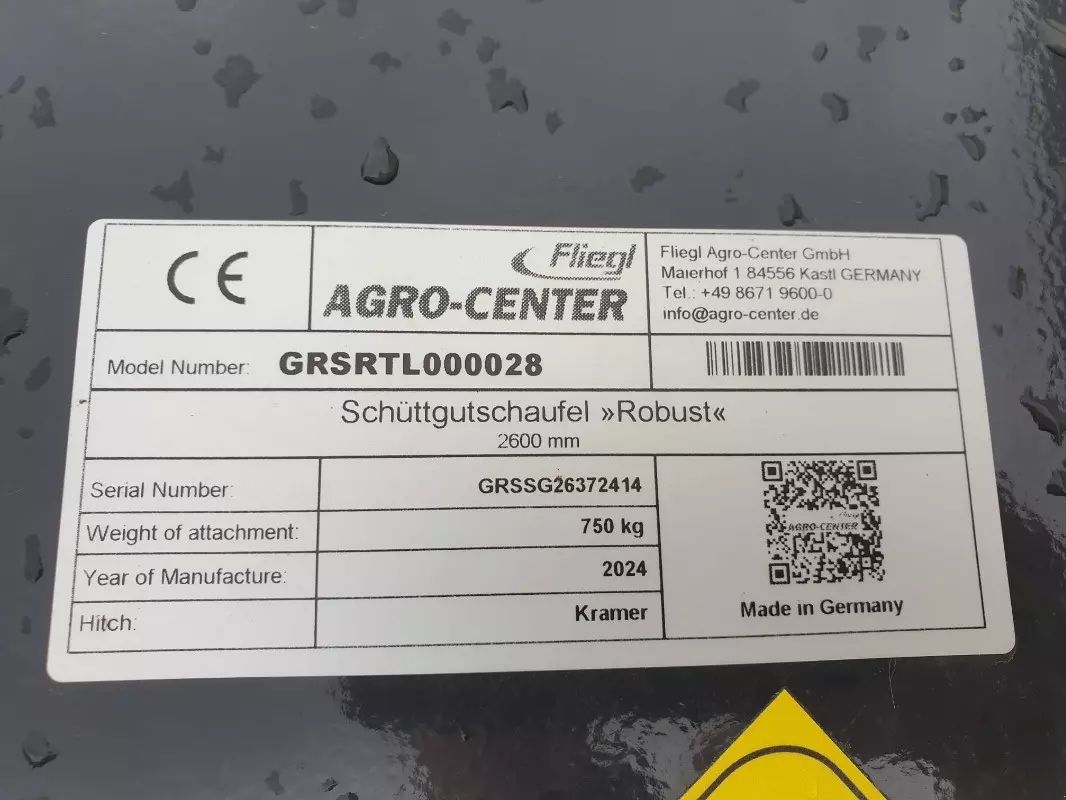 CE
Fliegl
AGRO-CENTER
Fliegl Agro-Center GmbH
Maierhof 1 84556 Kastl GERMANY
Tel.: +49 8671 9600-0
info@agro-center.de
Model Number: GRSRTL000028
Schüttgutschaufel »Robust«
2600 mm
Serial Number: GRSSG26372414
Weight of attachment: 750 kg
Year of Manufacture: 2024
Hitch: Kramer
AGRO-CENTER
Made in Germany